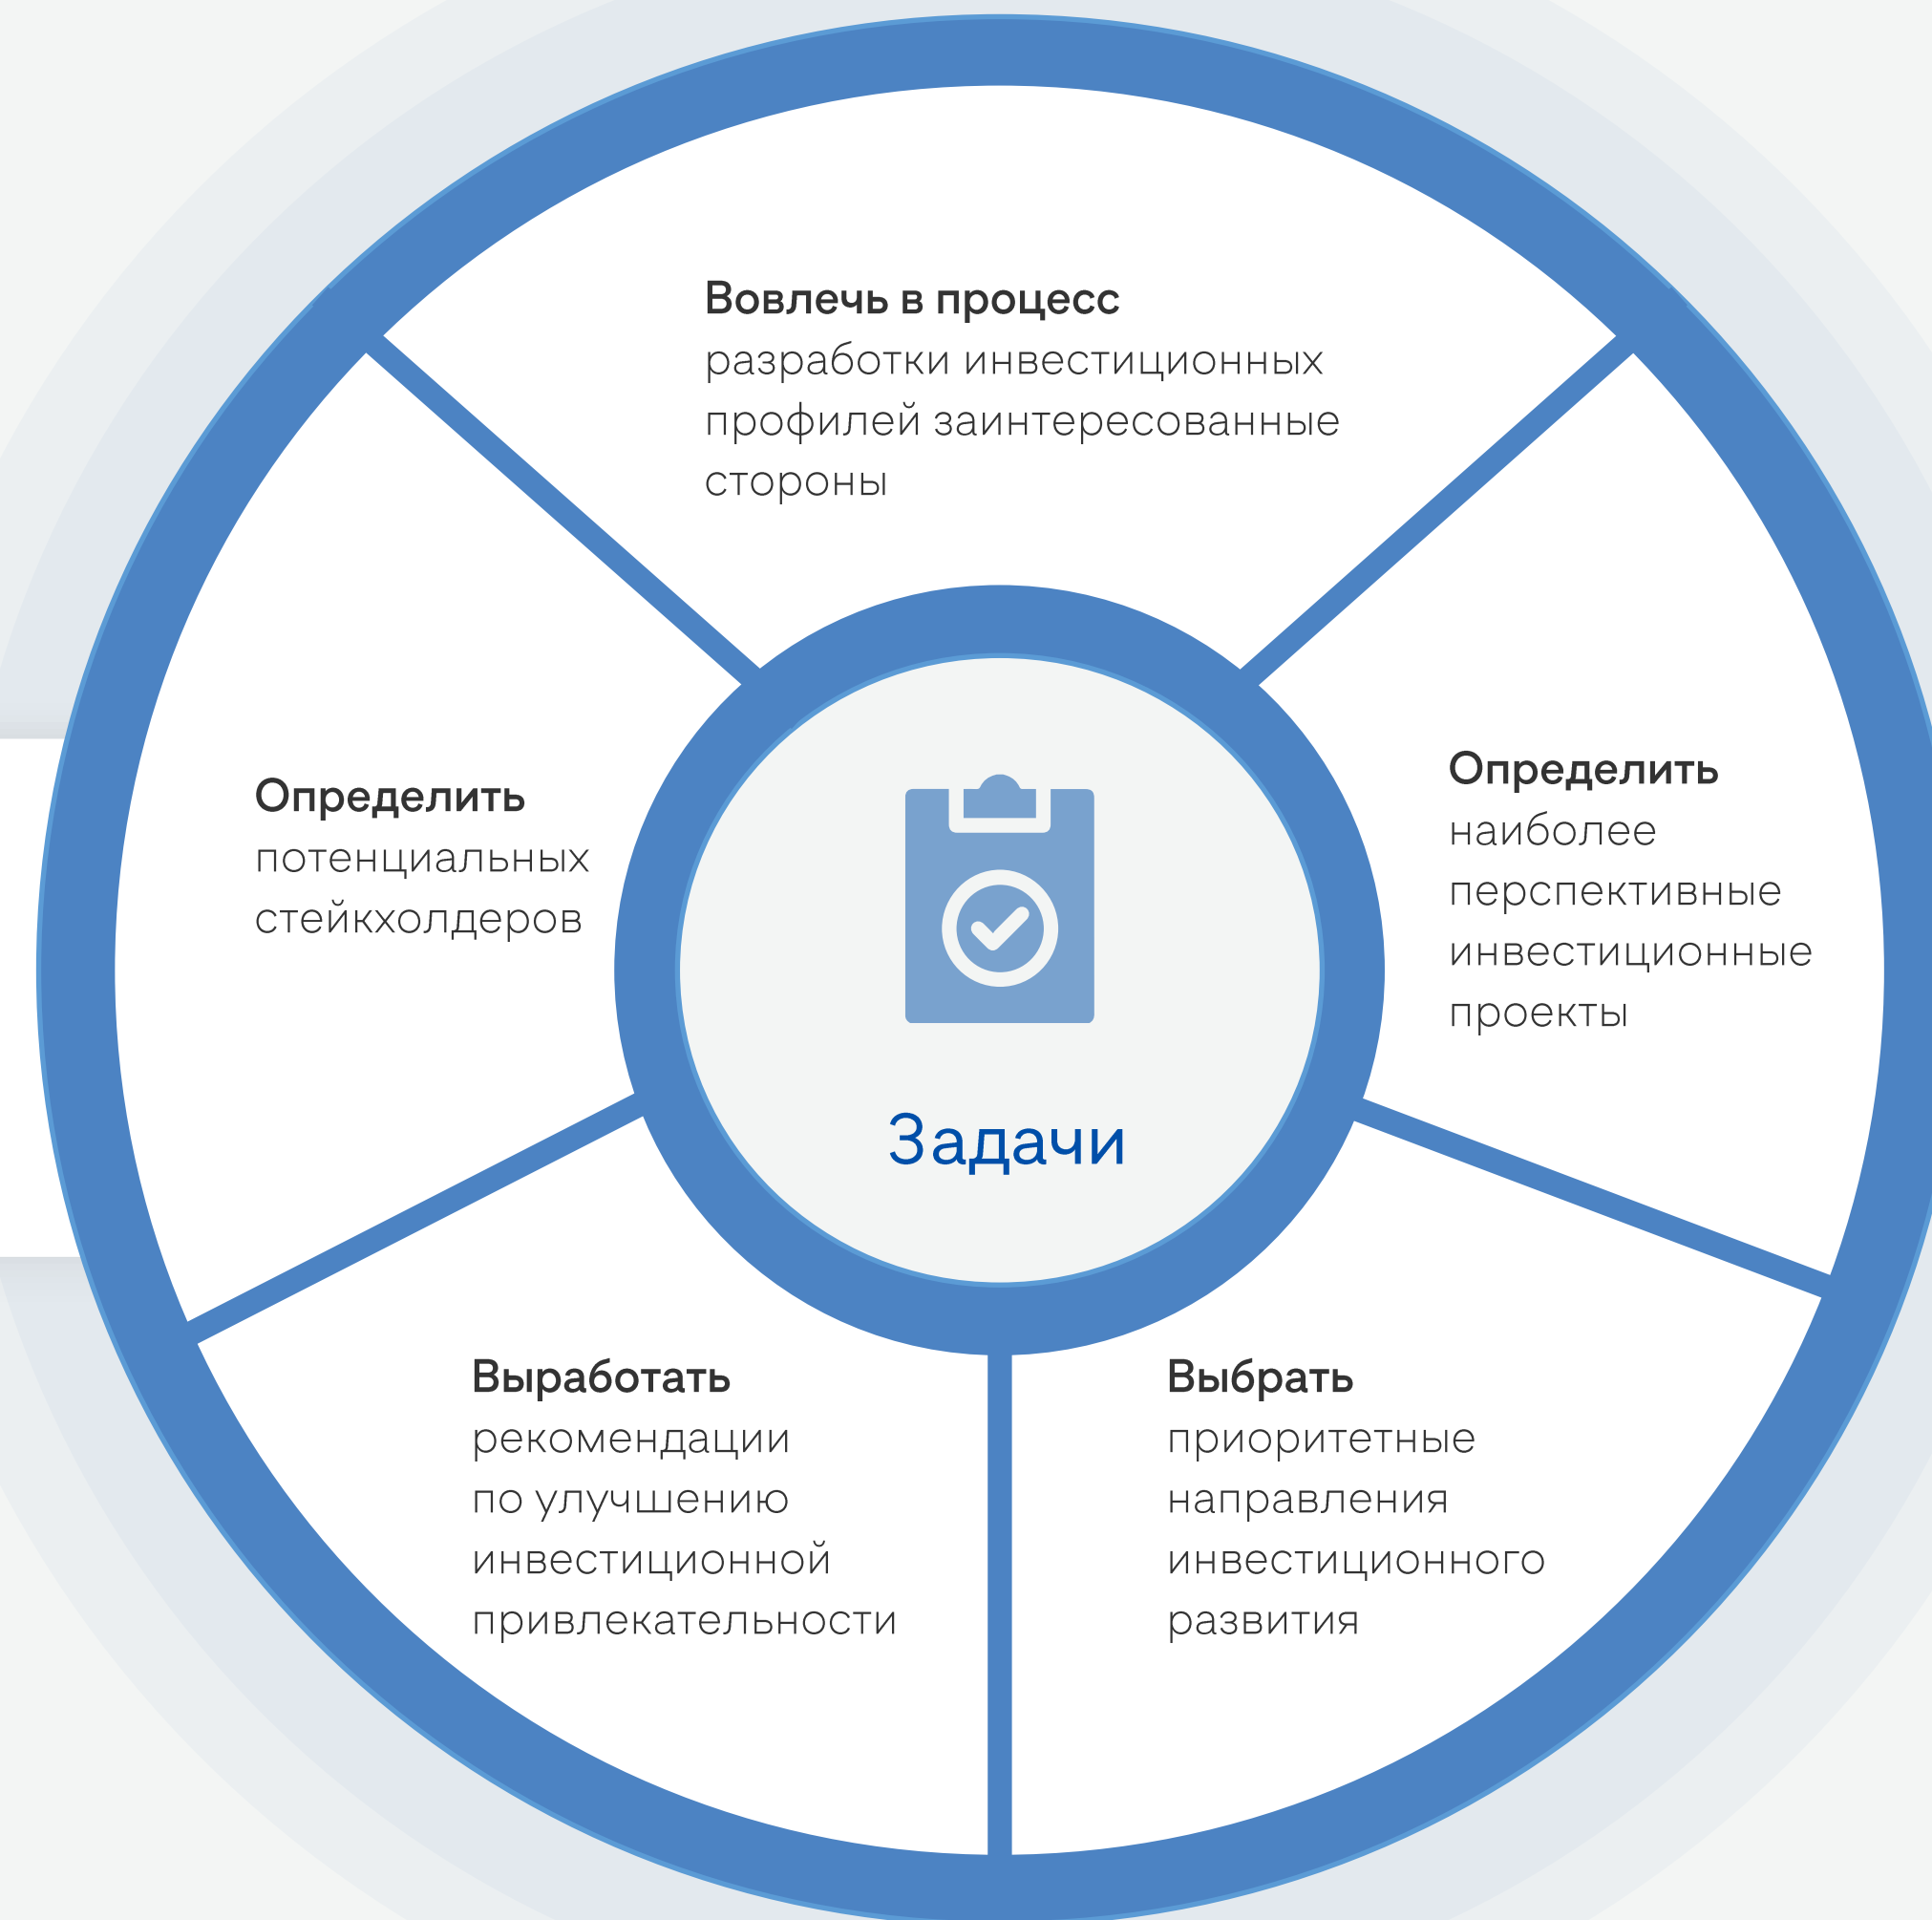 Вовлечь в процесс
разработки инвестиционных
профилей заинтересованные
стороны
Определить
потенциальных
стейкхолдеров
Определить
наиболее
перспективные
инвестиционные
проекты
Задачи
Выработать
рекомендации
по улучшению
инвестиционной
привлекательности
Выбрать
приоритетные
направления
инвестиционного
развития